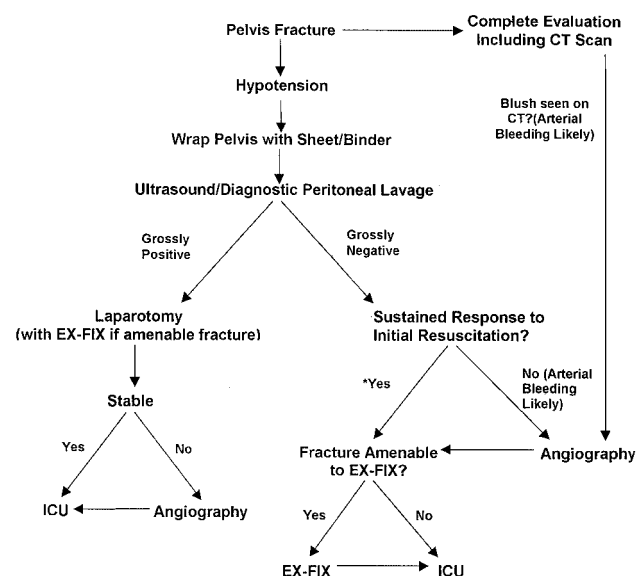 Pelvis Fracture
Complete Evaluation
Including CT Scan
Hypotension
Blush seen on
CT?(Arterial
Bleeding Likely)
Wrap Pelvis with Sheet/Binder
Ultrasound/Diagnostic Peritoneal Lavage
Grossly
Positive
Grossly
Negative
Laparotomy
(with EX-FIX if amenable fracture)
Sustained Response to
Initial Resuscitation?
*Yes
No (Arterial
Bleeding
Likely)
Stable
Yes
No
Fracture Amenable
to EX-FIX?
Angiography
ICU
Angiography
Yes
No
EX-FIX
ICU